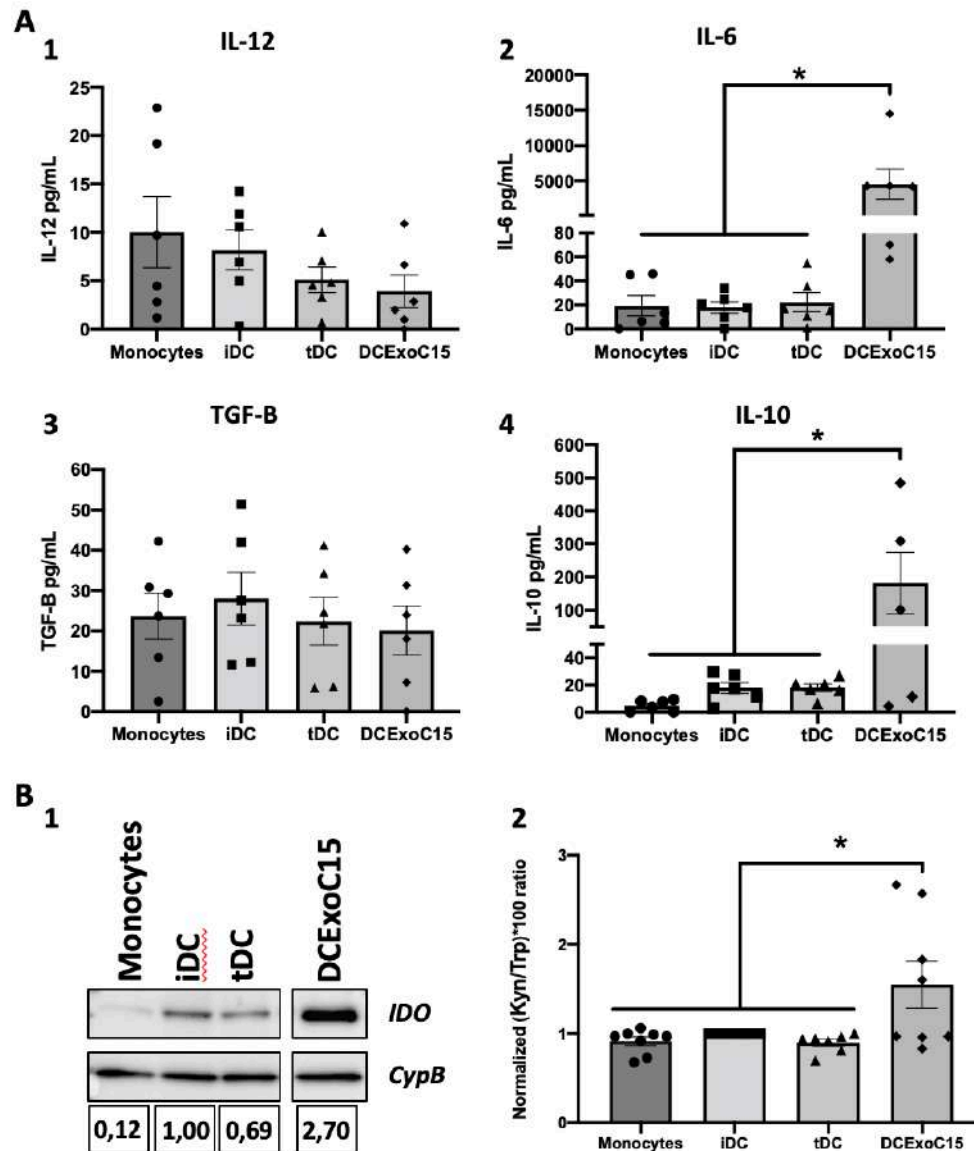 A
1
IL-12
IL-12 pg/mL
25
20
15
10
5
0
Monocytes iDC tDC DCExoC15
2
IL-6
IL-6 pg/mL
20000
15000
10000
5000
80
60
40
20
0
*
Monocytes iDC tDC DCExoC15
3
TGF-B
TGF-B pg/mL
60
50
40
30
20
10
0
Monocytes iDC tDC DCExoC15
4
IL-10
IL-10 pg/mL
600
500
400
300
200
100
40
20
0
*
Monocytes iDC tDC DCExoC15
B
1
Monocytes
iDC
tDC
DCExoC15
IDO
CypB
0,12 1,00 0,69 2,70
2
Normalized (Kyn/Trp)*100 ratio
3
2
1
0
*
Monocytes iDC tDC DCExoC15